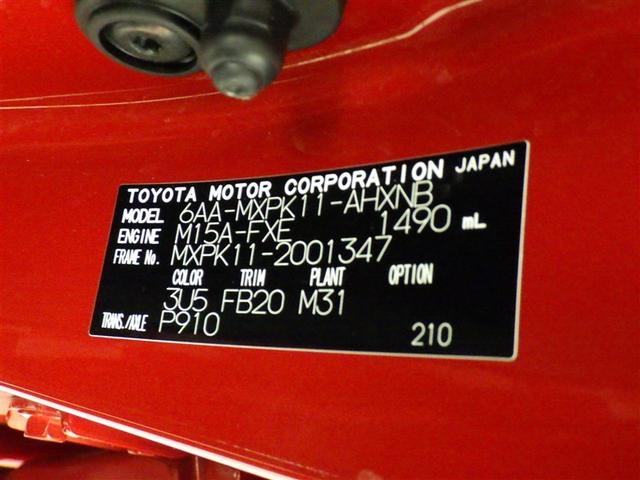 TOYOTA MOTOR CORPORATION JAPAN
MODEL 6AA-MXPK11-AHXNB
ENGINE M15A-FXE 1490 mL
FRAME No. MXPK11-2001347
COLOR TRIM PLANT OPTION
3U5 FB20 M31
TRANS./AXLE P910 210